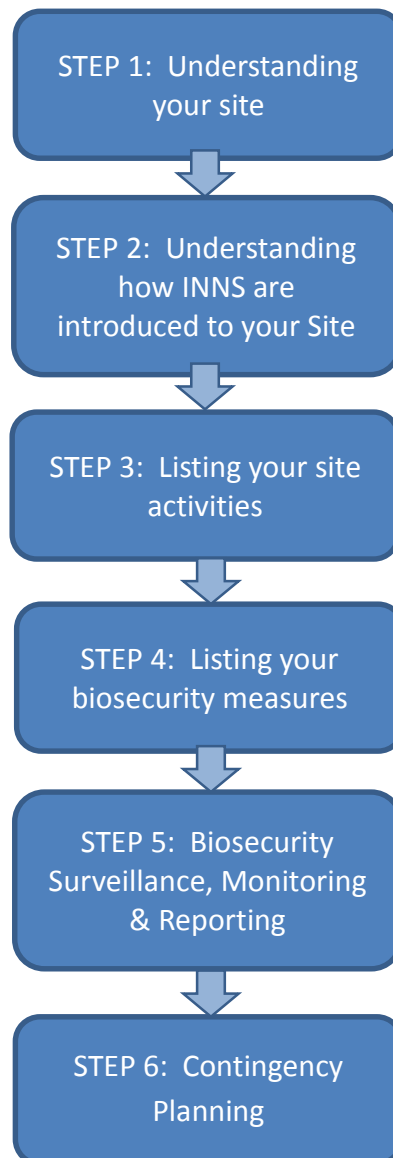 STEP 1:  Understanding
your site
STEP 2:  Understanding
how INNS are
introduced to your Site
STEP 3:  Listing your site
activities
STEP 4:  Listing your
biosecurity measures
STEP 5:  Biosecurity
Surveillance, Monitoring
& Reporting
STEP 6:  Contingency
Planning